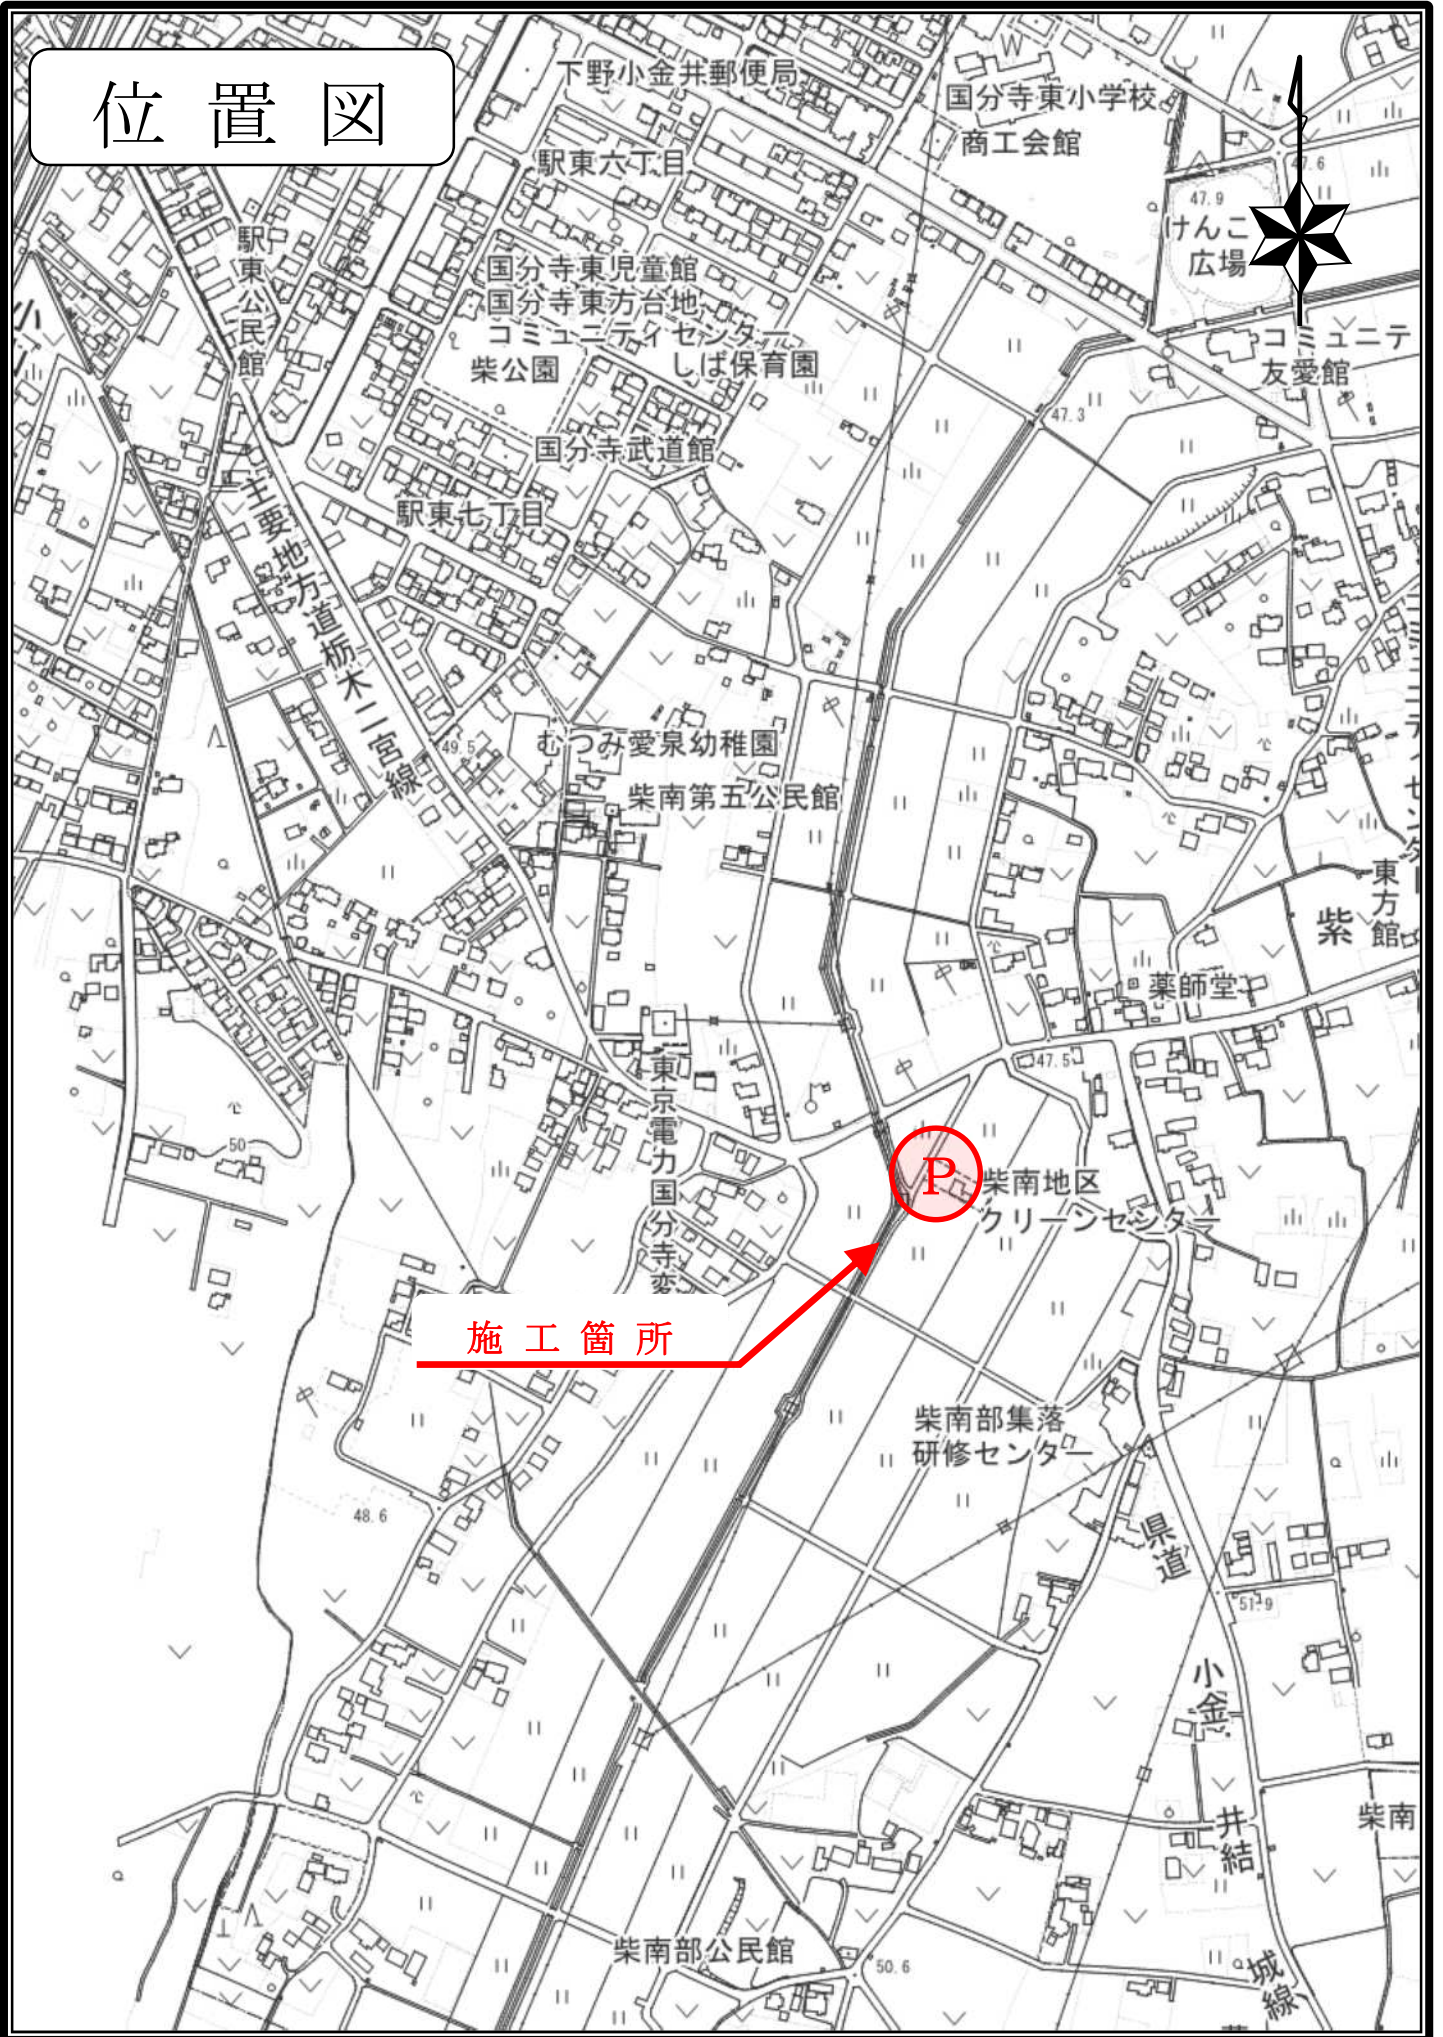 位置図
下野小金井郵便局
国分寺東小学校
商工会館
駅東六丁目
47.6
47.9
けんこ
広場
駅東公民館
国分寺東児童館
国分寺東方台地
コミュニティセンター
しば保育園
柴公園
コミュニテ
友愛館
47.3
国分寺武道館
駅東七丁目
主要地方道栃木二宮線
49.5
むつみ愛泉幼稚園
柴南第五公民館
東方館
紫
薬師堂
47.5
東京電力国分寺変
50
P
柴南地区
クリーンセンター
施工箇所
柴南部集落
研修センター
48.6
県道
51.9
小金
井結
城線
柴南
柴南部公民館
50.6